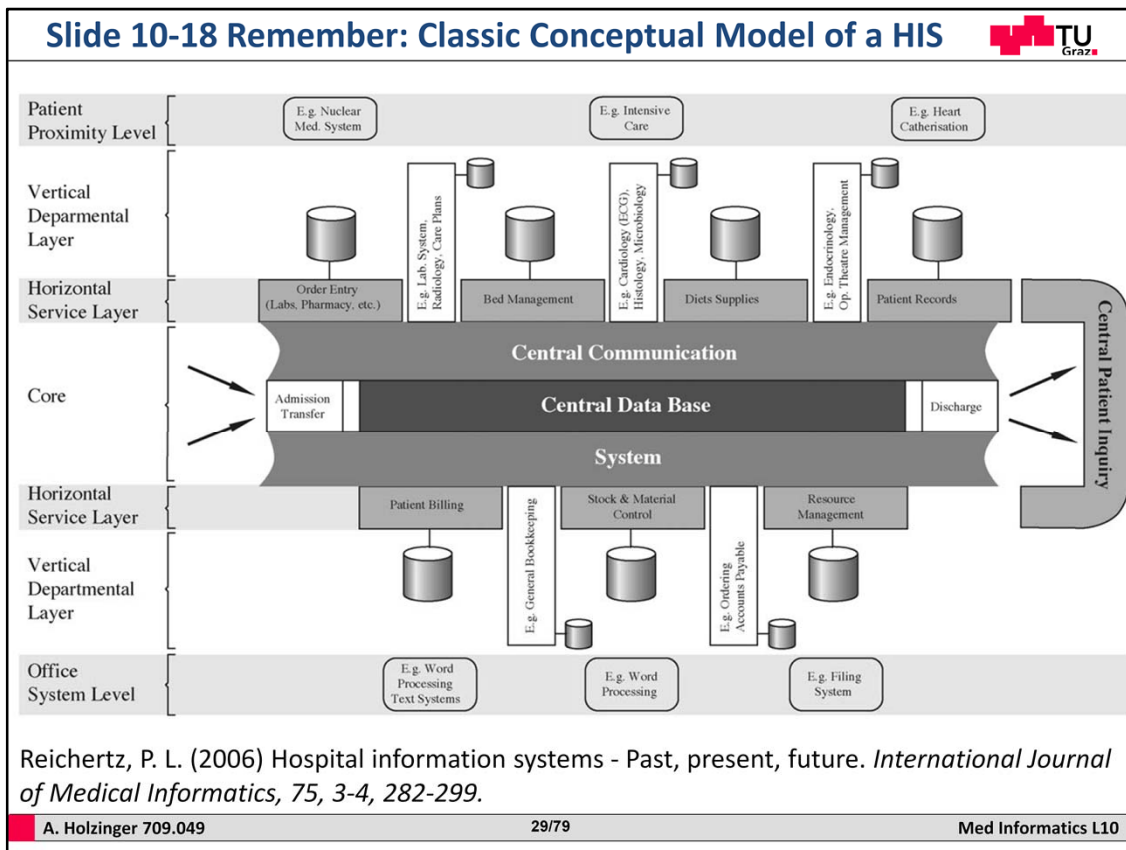 Slide 10-18 Remember: Classic Conceptual Model of a HIS
TU
Graz
Patient
Proximity Level
E.g. Nuclear
Med. System
E.g. Intensive
Care
E.g. Heart
Catherisation
Vertical
Deparmental
Layer
E.g. Lab. System,
Radiology, Care Plans
E.g. Cardiology (ECG),
Histology, Microbiology
E.g. Endocrinology,
Op. Theatre Management
Horizontal
Service Layer
Order Entry
(Labs, Pharmacy, etc.)
Bed Management
Diets Supplies
Patient Records
Central Patient Inquiry
Core
Central Communication
Admission
Transfer
Central Data Base
Discharge
System
Horizontal
Service Layer
Patient Billing
Stock & Material
Control
Resource
Management
Vertical
Departmental
Layer
E.g. General Bookkeeping
E.g. Ordering
Accounts Payable
Office
System Level
E.g. Word
Processing
Text Systems
E.g. Word
Processing
E.g. Filing
System
Reichertz, P. L. (2006) Hospital information systems - Past, present, future. International Journal
of Medical Informatics, 75, 3-4, 282-299.
A. Holzinger 709.049
29/79
Med Informatics L10